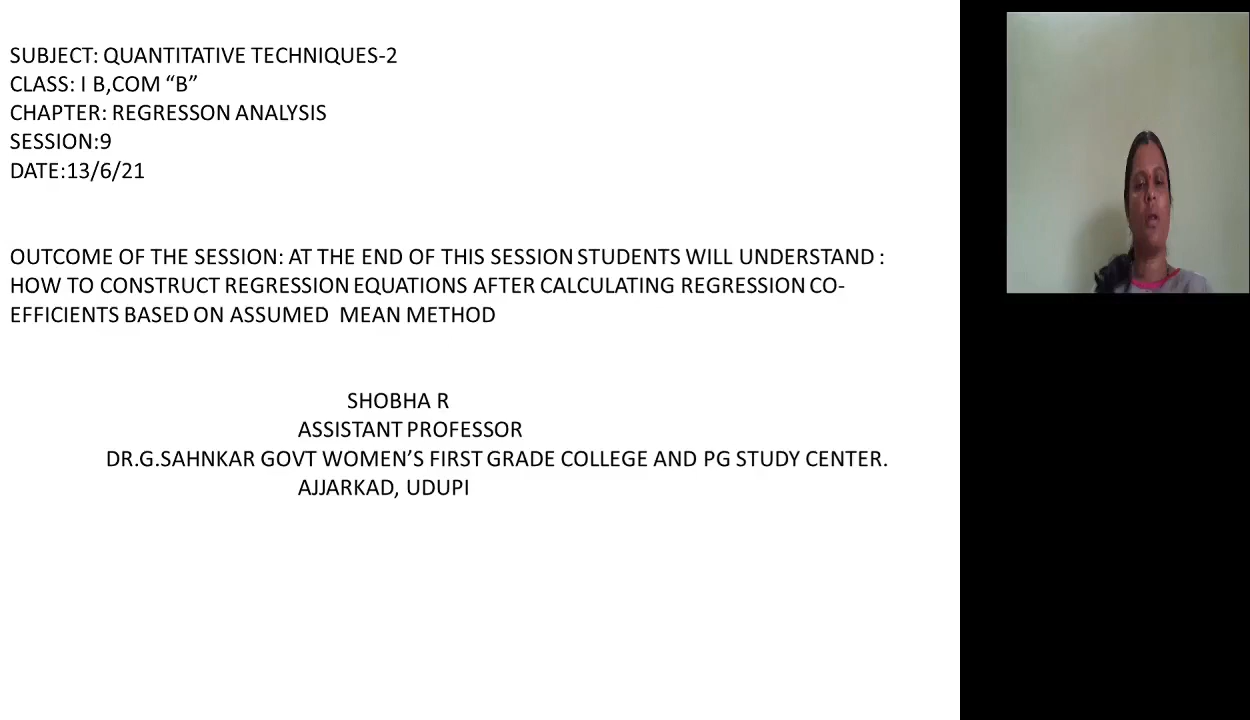 SUBJECT: QUANTITATIVE TECHNIQUES-2
CLASS: I B,COM “B”
CHAPTER: REGRESSON ANALYSIS
SESSION:9
DATE:13/6/21
OUTCOME OF THE SESSION: AT THE END OF THIS SESSION STUDENTS WILL UNDERSTAND :
HOW TO CONSTRUCT REGRESSION EQUATIONS AFTER CALCULATING REGRESSION CO-
EFFICIENTS BASED ON ASSUMED MEAN METHOD
SHOBHA R
ASSISTANT PROFESSOR
DR.G.SAHNKAR GOVT WOMEN’S FIRST GRADE COLLEGE AND PG STUDY CENTER.
AJJARKAD, UDUPI